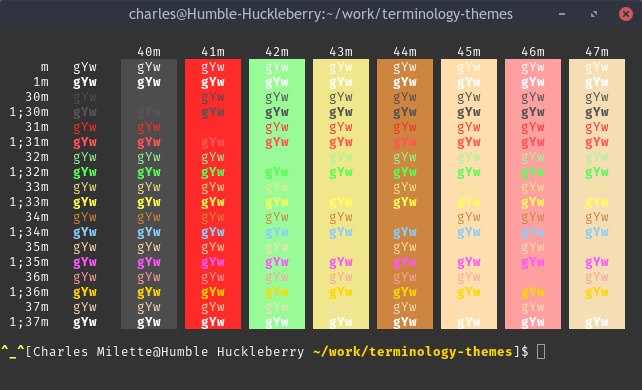 charles@Humble-Huckleberry:~/work/terminology-themes
40m 41m 42m 43m 44m 45m 46m 47m
m gYw gYw gYw gYw gYw gYw gYw gYw gYw
1m gYw gYw gYw gYw gYw gYw gYw gYw gYw
30m gYw gYw gYw gYw gYw gYw gYw gYw
1;30m gYw gYw gYw gYw gYw gYw gYw gYw gYw
31m gYw gYw gYw gYw gYw gYw gYw gYw
1;31m gYw gYw gYw gYw gYw gYw gYw gYw gYw
32m gYw gYw gYw gYw gYw gYw gYw gYw
1;32m gYw gYw gYw gYw gYw gYw gYw gYw gYw
33m gYw gYw gYw gYw gYw gYw gYw gYw
1;33m gYw gYw gYw gYw gYw gYw gYw gYw gYw
34m gYw gYw gYw gYw gYw gYw gYw gYw
1;34m gYw gYw gYw gYw gYw gYw gYw gYw gYw
35m gYw gYw gYw gYw gYw gYw gYw
1;35m gYw gYw gYw gYw gYw gYw gYw gYw gYw
36m gYw gYw gYw gYw gYw gYw gYw gYw
1;36m gYw gYw gYw gYw gYw gYw gYw gYw gYw
37m gYw gYw gYw gYw gYw gYw gYw
1;37m gYw gYw gYw gYw gYw gYw gYw gYw gYw
^_^[Charles Milette@Humble Huckleberry ~/work/terminology-themes]$